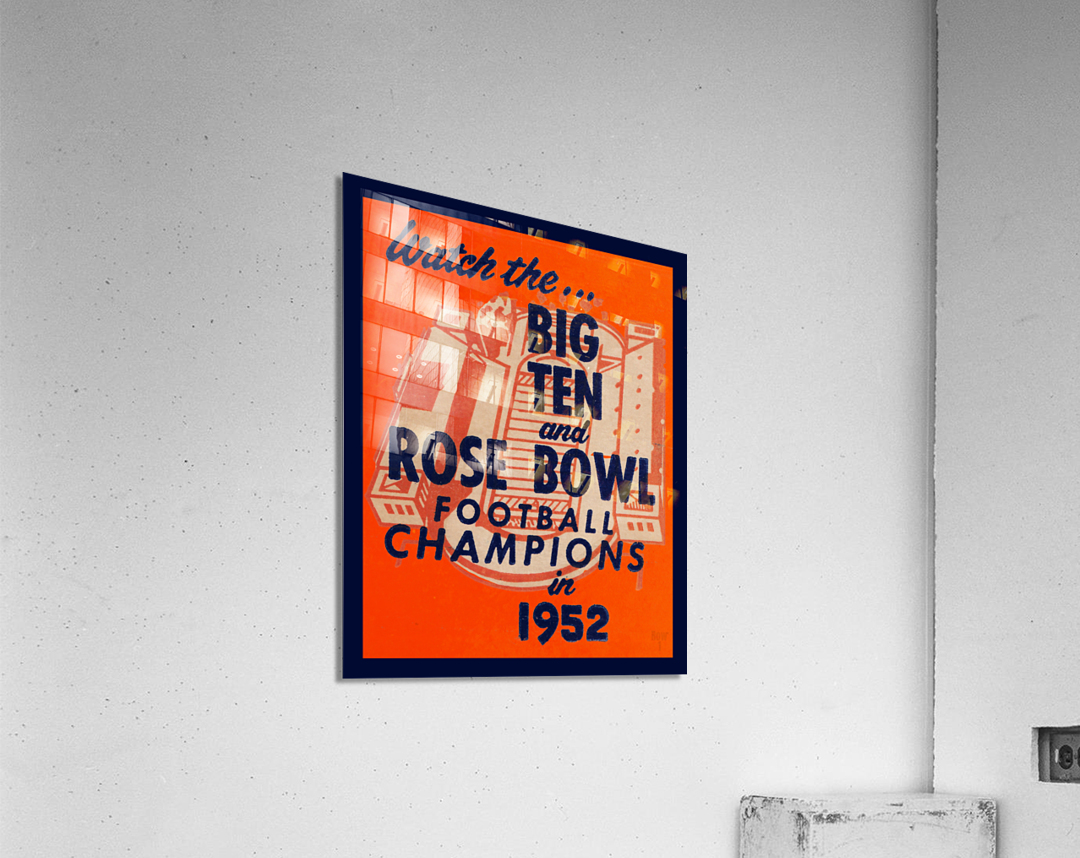 Watch the...
BIG
TEN
and
ROSE BOWL
FOOTBALL
CHAMPIONS
in
1952